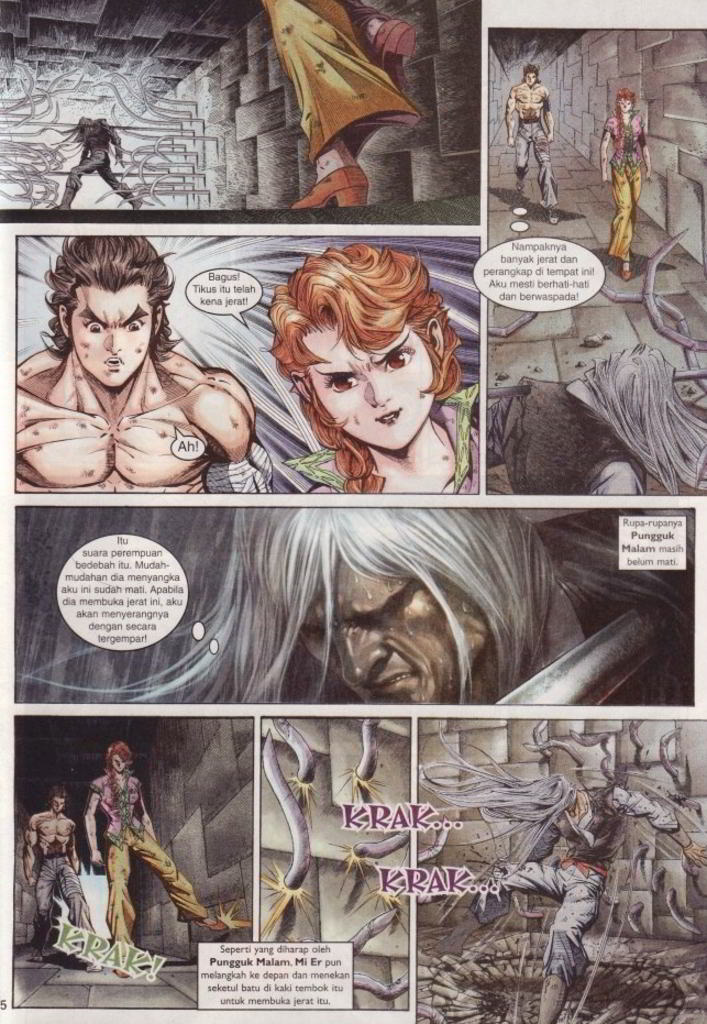 Nampaknya
banyak jerat dan
perangkap di tempat ini!
Aku mesti berhati-hati
dan berwaspada!
Bagus!
Tikus itu telah
kena jerat!
Ah!
Itu
suara perempuan
bedebah itu. Mudah-
mudahan dia menyangka
aku ini sudah mati. Apabila
dia membuka jerat ini, aku
akan menyerangnya
dengan secara
tergempar!
Rupa-rupanya
Pungguk
Malam masih
belum mati.
KRAK!
Seperti yang diharap oleh
Pungguk Malam, Mi Er pun
melangkah ke depan dan menekan
seketul batu di kaki tembok itu
untuk membuka jerat itu.
KRAK...
KRAK...
5